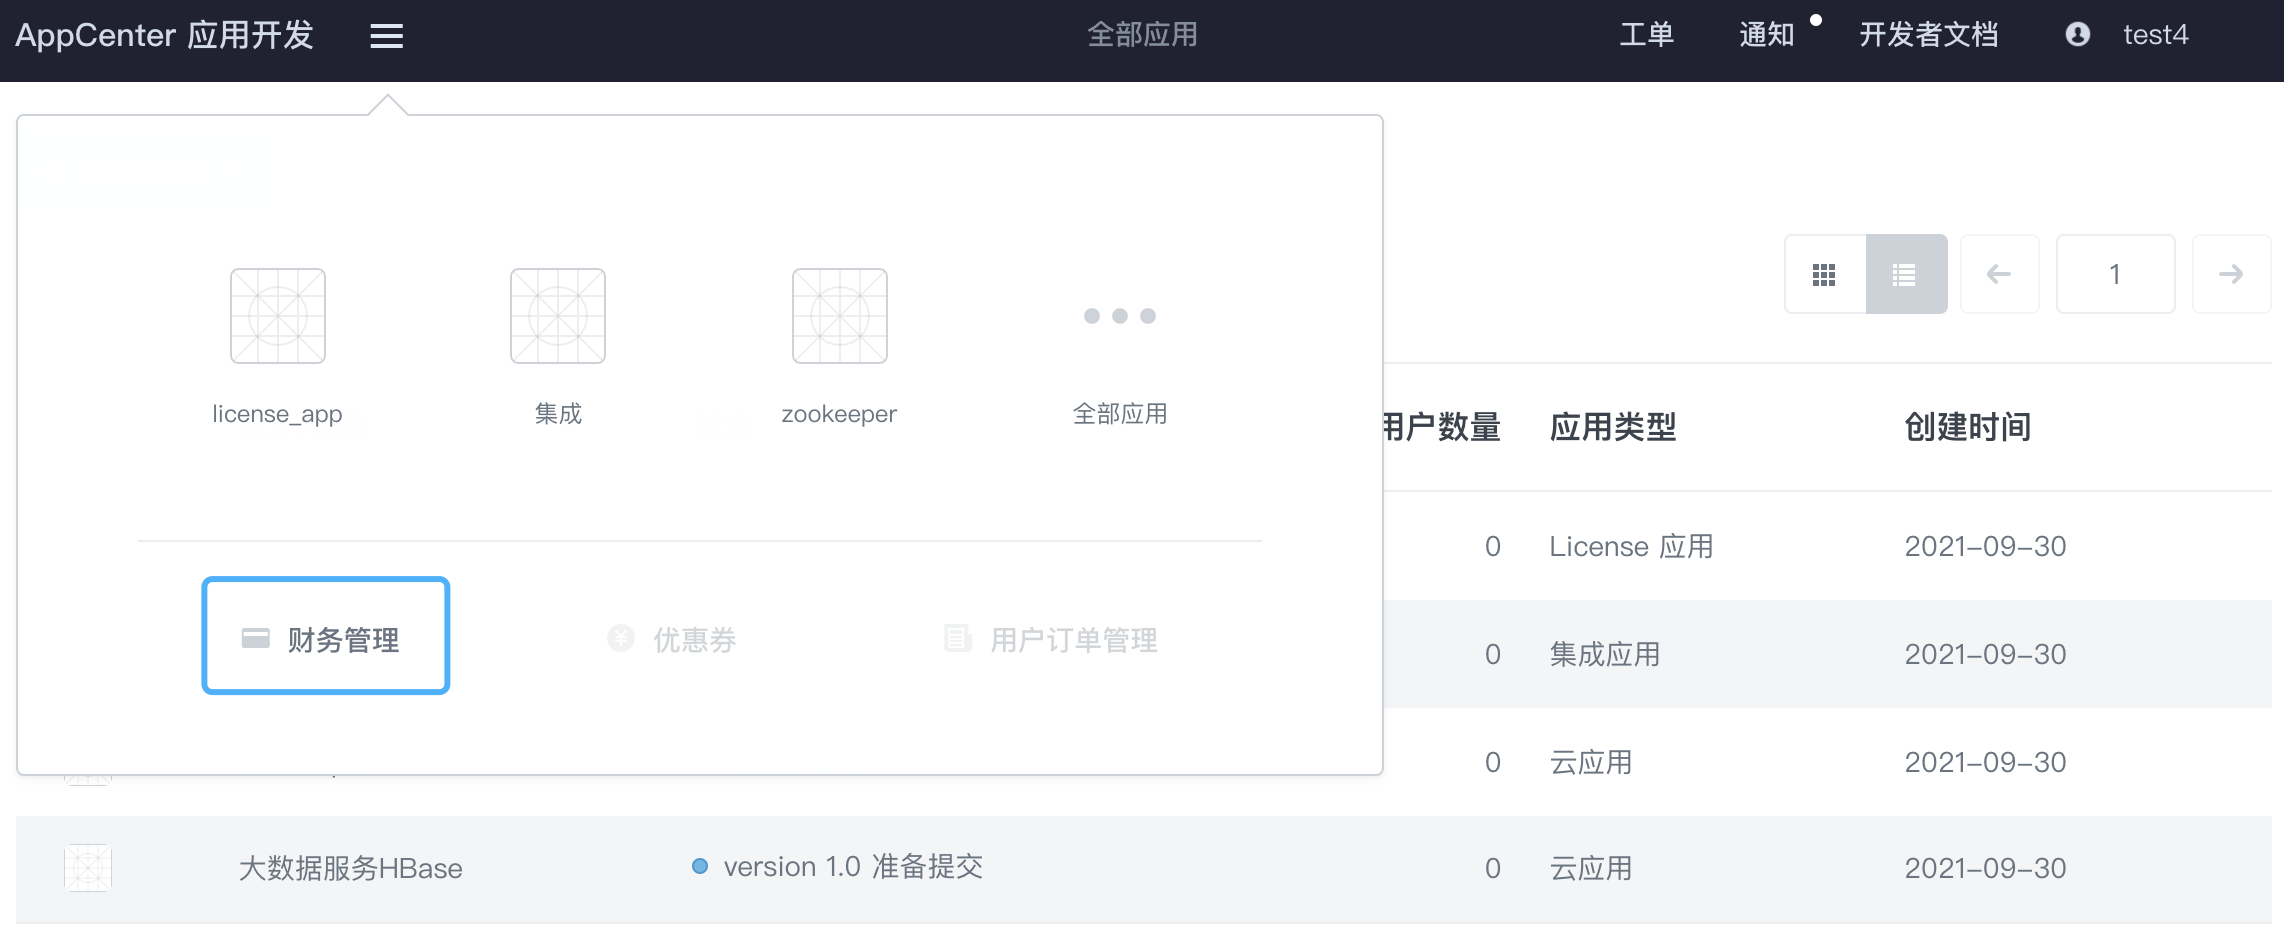 AppCenter 应用开发 全部应用 工单 通知 开发者文档 test4
1
license_app 集成 zookeeper 全部应用
用户数量 应用类型 创建时间
0 License 应用 2021-09-30
财务管理 优惠券 用户订单管理
0 集成应用 2021-09-30
0 云应用 2021-09-30
大数据服务HBase version 1.0 准备提交 0 云应用 2021-09-30